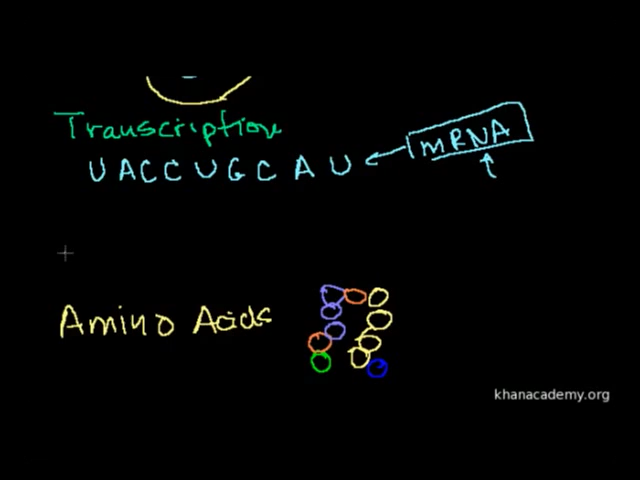 Transcription
UACCUGCAU
mRNA
Amino Acids
khanacademy.org